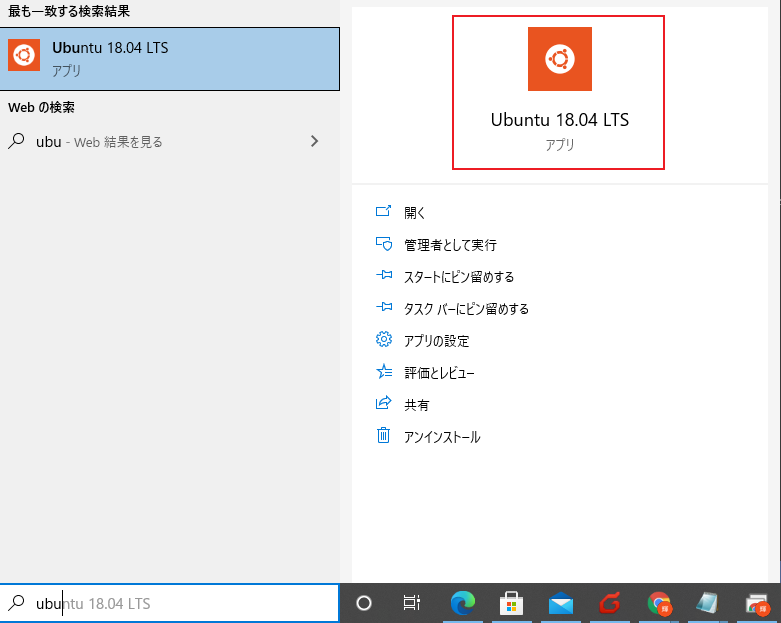 最も一致する検索結果
Ubuntu 18.04 LTS
アプリ
Web の検索
ubu - Web 結果を見る
Ubuntu 18.04 LTS
アプリ
開く
管理者として実行
スタートにピン留めする
タスク バーにピン留めする
アプリの設定
評価とレビュー
共有
アンインストール
ubuntu 18.04 LTS
輝
輝